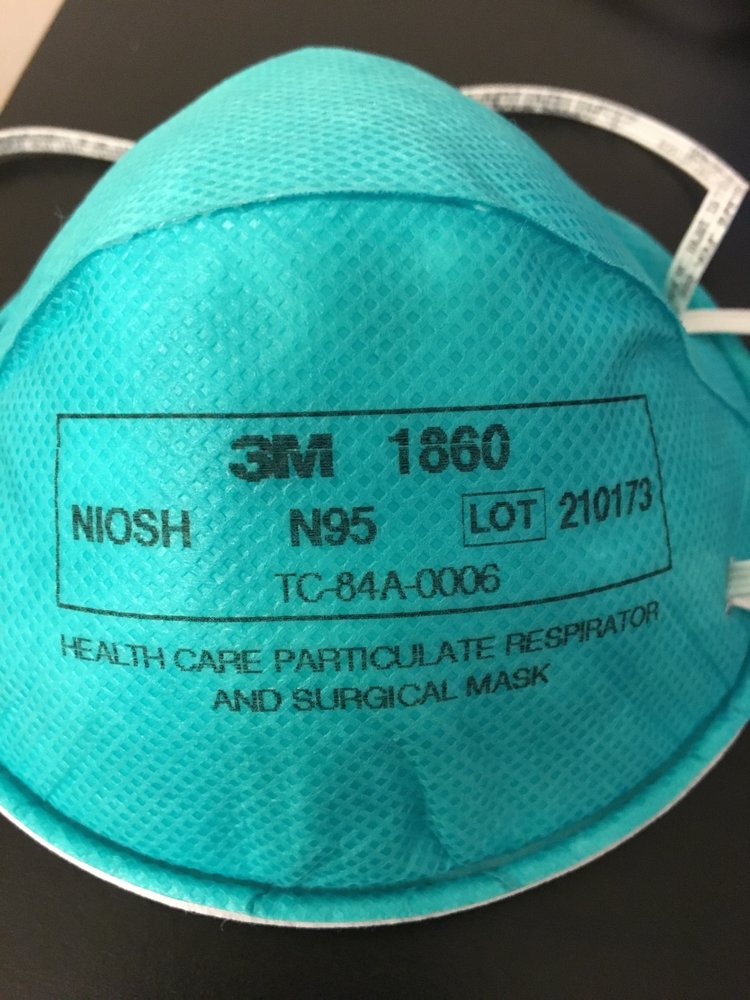 3M 1860
NIOSH N95 LOT 210173
TC-84A-0006
HEALTH CARE PARTICULATE RESPIRATOR
AND SURGICAL MASK